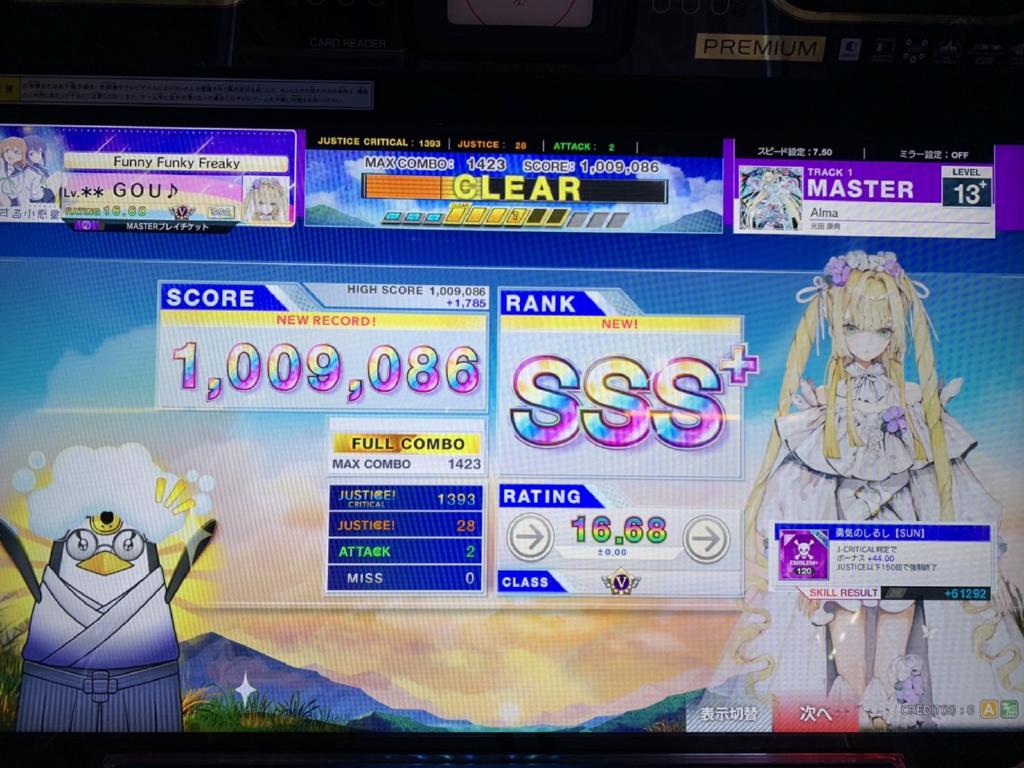 CARD READER
PREMIUM
Funny Funky Freaky
Lv.** GOU♪
RATING 16.68
MASTERプレイチケット
JUSTICE CRITICAL : 1393 | JUSTICE : 28 | ATTACK : 2
MAX COMBO: 1423 SCORE: 1,009,086
CLEAR
スピード設定 : 7.50 | ミラー設定 : OFF
TRACK 1
MASTER
LEVEL
13+
Alma
光田 康典
SCORE
HIGH SCORE 1,009,086
+1,785
NEW RECORD!
1,009,086
FULL COMBO
MAX COMBO 1423
JUSTICE! CRITICAL 1393
JUSTICE! 28
ATTACK 2
MISS 0
RANK
NEW!
SSS+
RATING
16.68
±0.00
CLASS
V
勇気のしるし【SUN】
EMBLEM+
120
J-CRITICAL判定で
ボーナス +44.00
JUSTICE以下150回で強制終了
SKILL RESULT +61292
表示切替
次へ
CREDIT(S) : 0 A